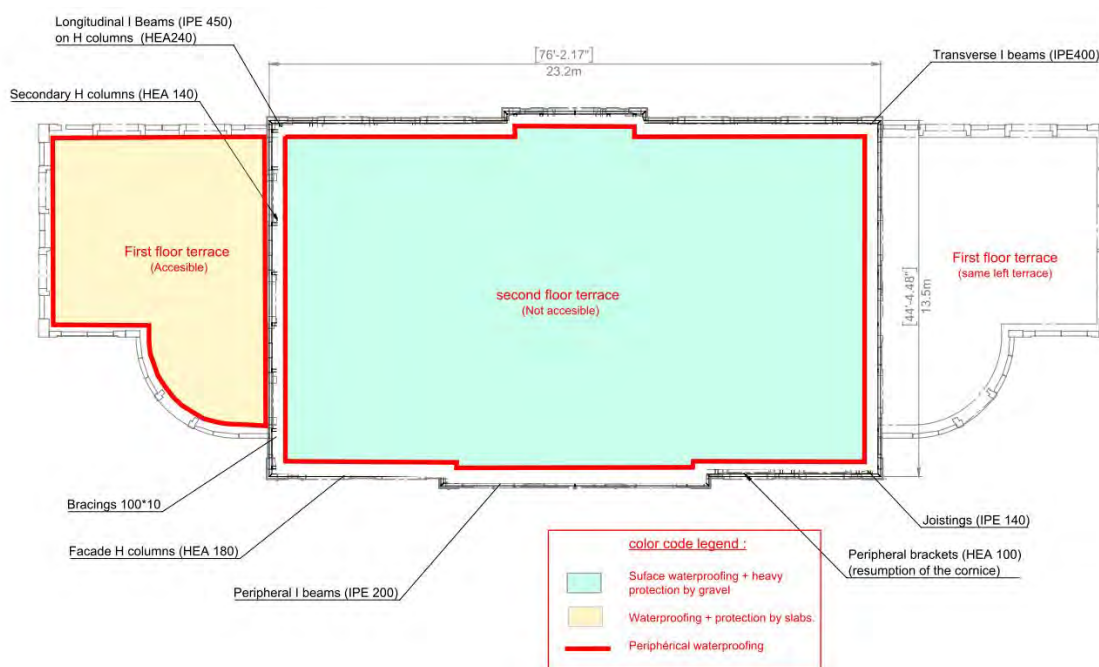 [76'-2.17"]
23.2m
Longitudinal I Beams (IPE 450)
on H columns (HEA240)
Transverse I beams (IPE400)
Secondary H columns (HEA 140)
First floor terrace
(Accesible)
second floor terrace
(Not accesible)
[44'-4.48"]
13.5m
First floor terrace
(same left terrace)
Bracings 100*10
Facade H columns (HEA 180)
Peripheral I beams (IPE 200)
Joistings (IPE 140)
Peripheral brackets (HEA 100)
(resumption of the cornice)
color code legend :
Suface waterproofing + heavy
protection by gravel
Waterproofing + protection by slabs.
Periphérical waterproofing